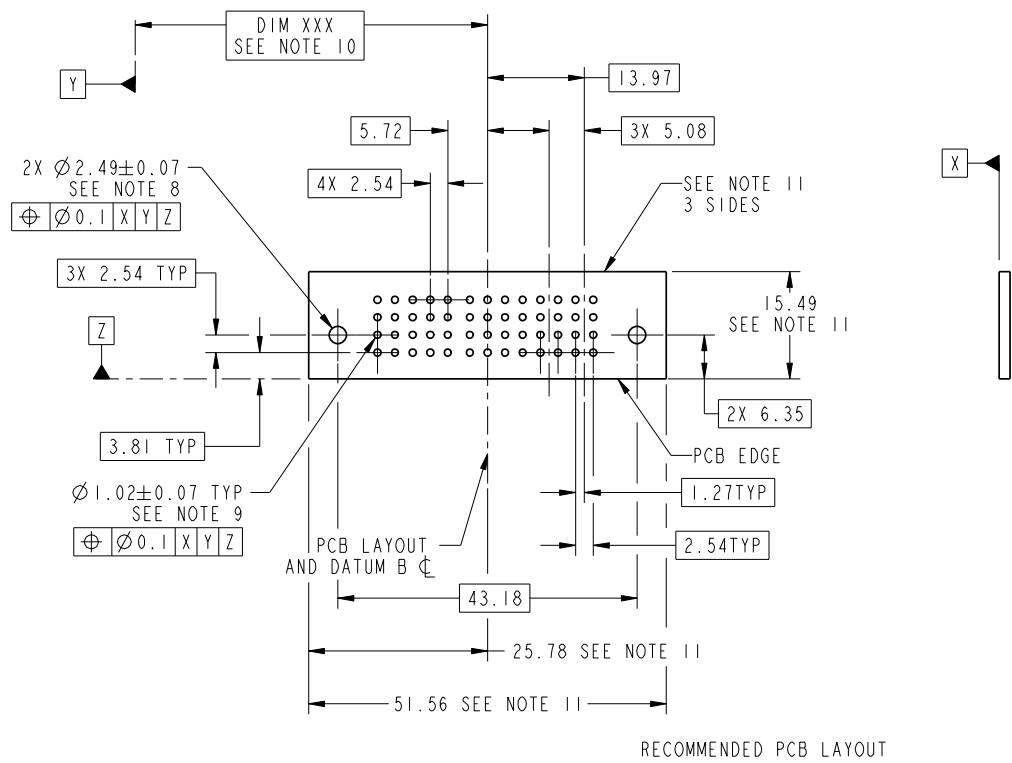 DIM XXX
SEE NOTE 10
Y
13.97
5.72
3X 5.08
2X Ø2.49±0.07
SEE NOTE 8
⌖ Ø0.1 X Y Z
4X 2.54
X
SEE NOTE 11
3 SIDES
3X 2.54 TYP
Z
15.49
SEE NOTE 11
2X 6.35
3.81 TYP
PCB EDGE
Ø1.02±0.07 TYP
SEE NOTE 9
⌖ Ø0.1 X Y Z
1.27TYP
2.54TYP
PCB LAYOUT
AND DATUM B ℄
43.18
25.78 SEE NOTE 11
51.56 SEE NOTE 11
RECOMMENDED PCB LAYOUT